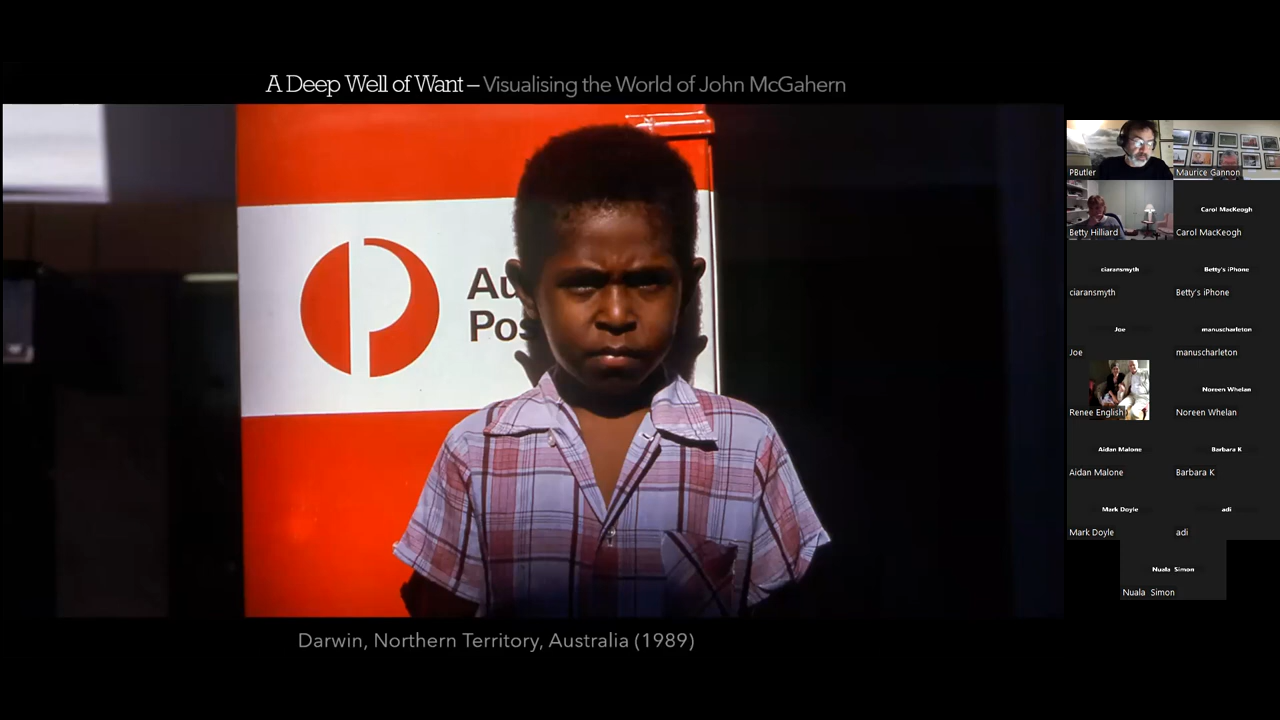 A Deep Well of Want – Visualising the World of John McGahern
Au
Pos
Darwin, Northern Territory, Australia (1989)
PButler
Maurice Gannon
Betty Hilliard
Carol MacKeogh
Carol MacKeogh
ciaransmyth
ciaransmyth
Betty's iPhone
Betty's iPhone
Joe
Joe
manuscharleton
manuscharleton
Renee English
Noreen Whelan
Noreen Whelan
Aidan Malone
Aidan Malone
Barbara K
Barbara K
Mark Doyle
Mark Doyle
adi
adi
Nuala Simon
Nuala Simon